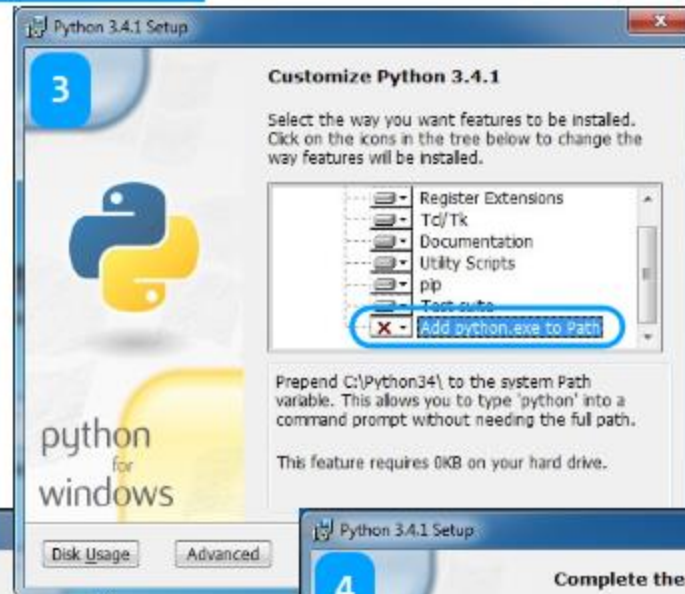 Python 3.4.1 Setup
3
Customize Python 3.4.1
Select the way you want features to be installed.
Click on the icons in the tree below to change the
way features will be installed.
Register Extensions
Tcl/Tk
Documentation
Utility Scripts
pip
Test suite
Add python.exe to Path
Prepend C:\Python34\ to the system Path
variable. This allows you to type 'python' into a
command prompt without needing the full path.
This feature requires 0KB on your hard drive.
python
for
windows
Disk Usage
Advanced
Python 3.4.1 Setup
4
Complete the